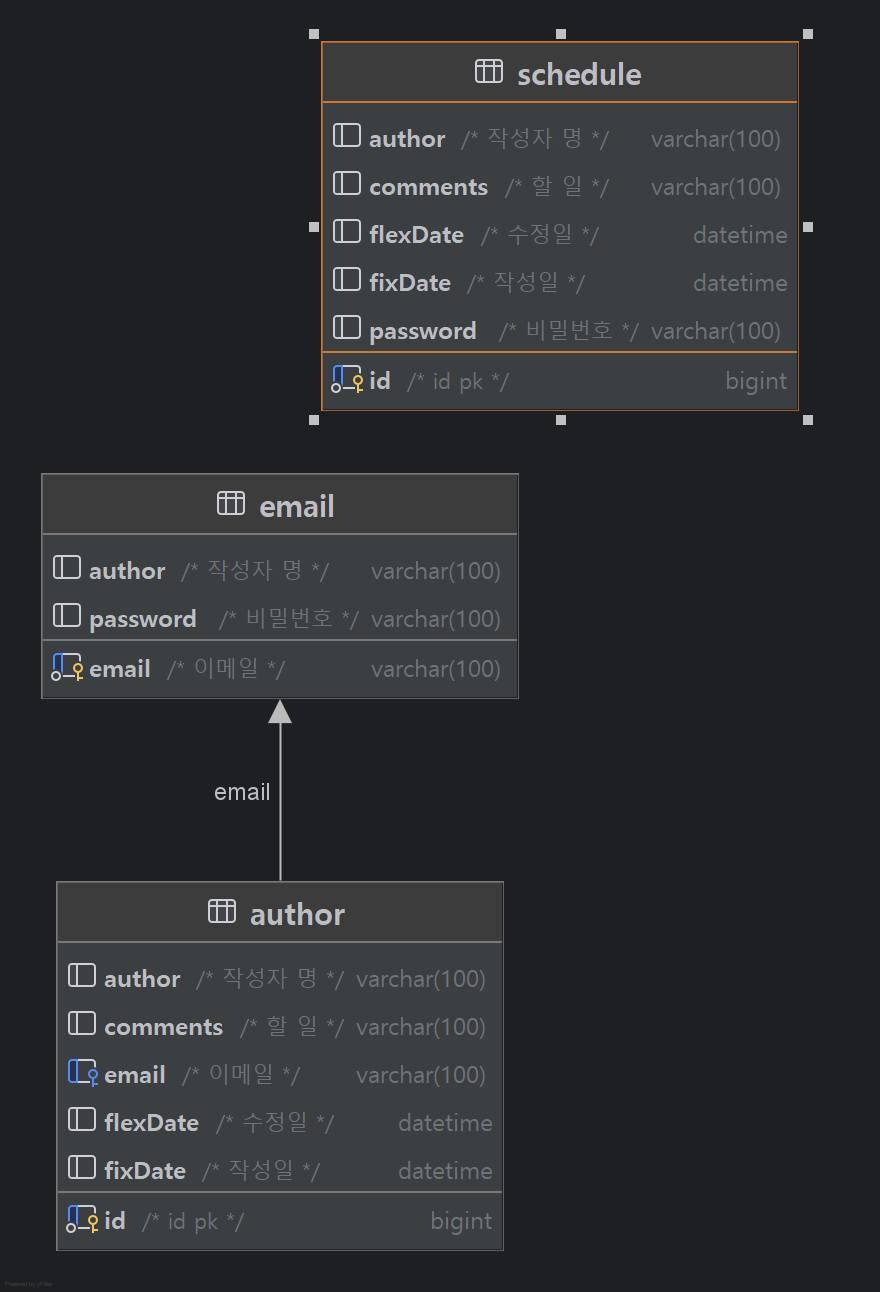 schedule
author /* 작성자 명 */ varchar(100)
comments /* 할 일 */ varchar(100)
flexDate /* 수정일 */ datetime
fixDate /* 작성일 */ datetime
password /* 비밀번호 */ varchar(100)
id /* id pk */ bigint
email
author /* 작성자 명 */ varchar(100)
password /* 비밀번호 */ varchar(100)
email /* 이메일 */ varchar(100)
email
author
author /* 작성자 명 */ varchar(100)
comments /* 할 일 */ varchar(100)
email /* 이메일 */ varchar(100)
flexDate /* 수정일 */ datetime
fixDate /* 작성일 */ datetime
id /* id pk */ bigint
Powered by yFiles